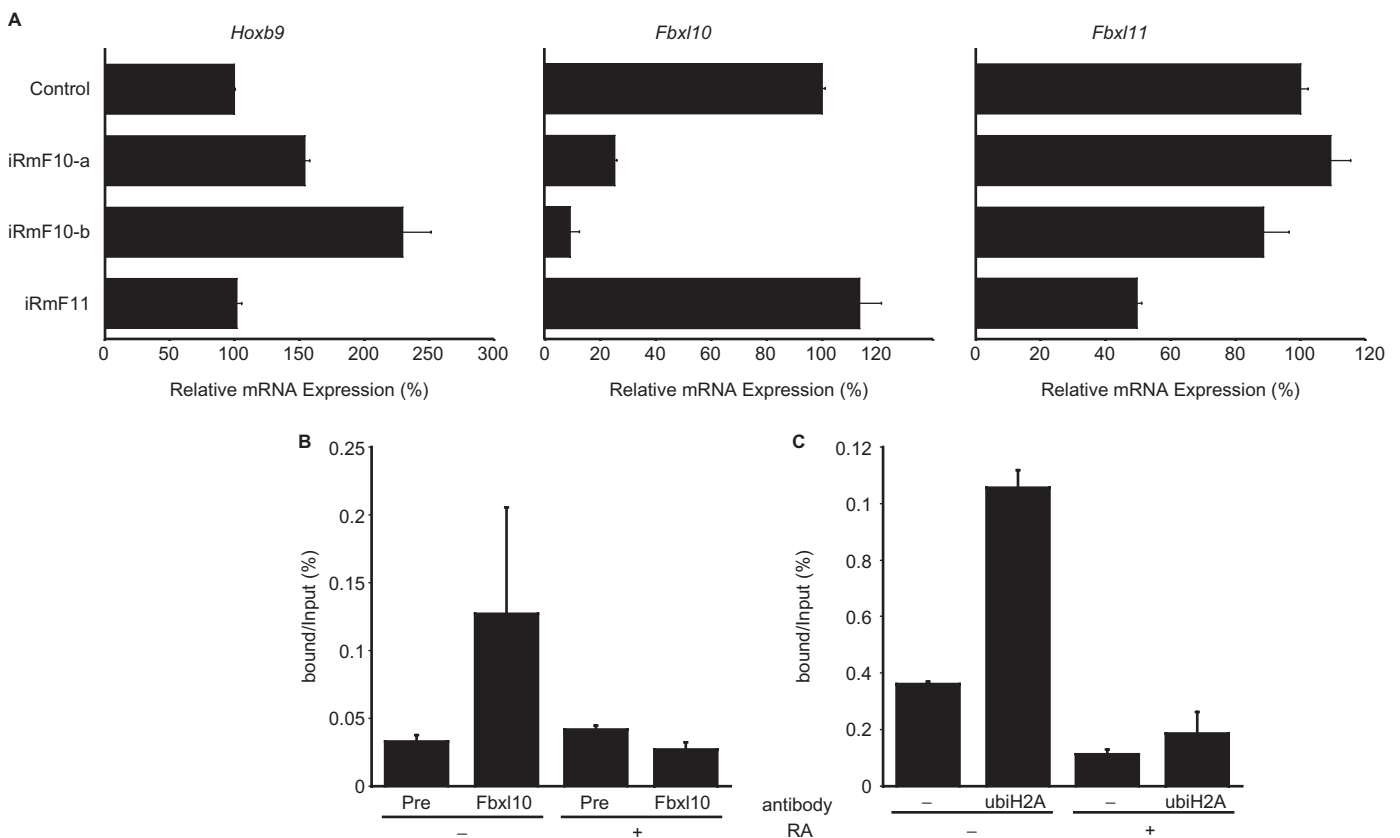 A
Hoxb9
Fbxl10
Fbxl11
Control
iRmF10-a
iRmF10-b
iRmF11
0 50 100 150 200 250 300
0 20 40 60 80 100 120
0 20 40 60 80 100 120
Relative mRNA Expression (%)
Relative mRNA Expression (%)
Relative mRNA Expression (%)
B
bound/Input (%)
0.25
0.2
0.15
0.1
0.05
0
Pre Fbxl10 Pre Fbxl10
– +
antibody
RA
C
bound/Input (%)
0.12
0.1
0.8
0.6
0.4
0.2
0
– ubiH2A – ubiH2A
– +